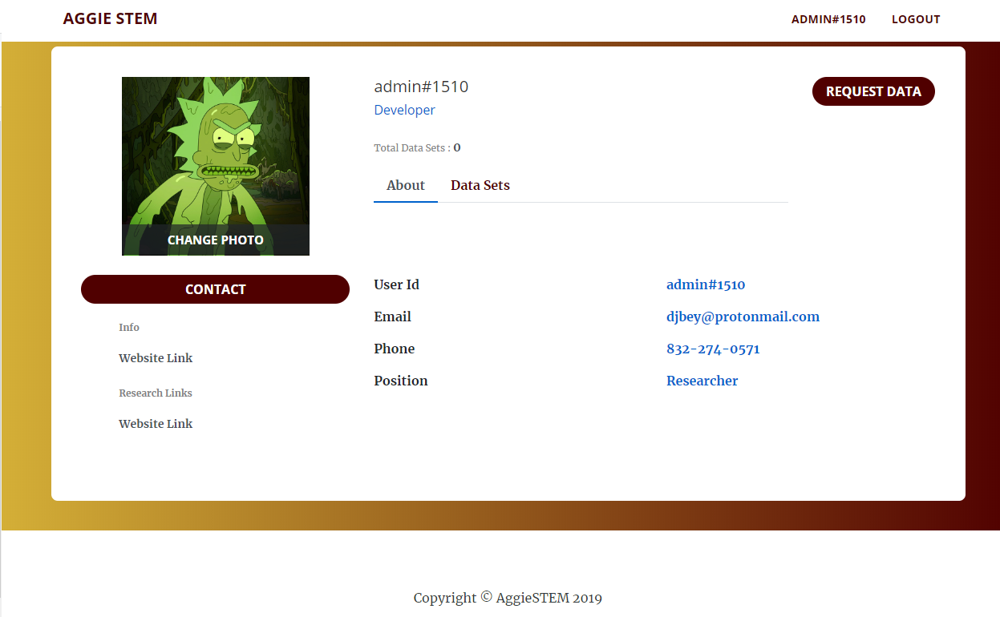 AGGIE STEM
ADMIN#1510 LOGOUT
admin#1510
REQUEST DATA
Developer
Total Data Sets : 0
About Data Sets
CHANGE PHOTO
CONTACT
Info
Website Link
Research Links
Website Link
User Id admin#1510
Email djbey@protonmail.com
Phone 832-274-0571
Position Researcher
Copyright © AggieSTEM 2019